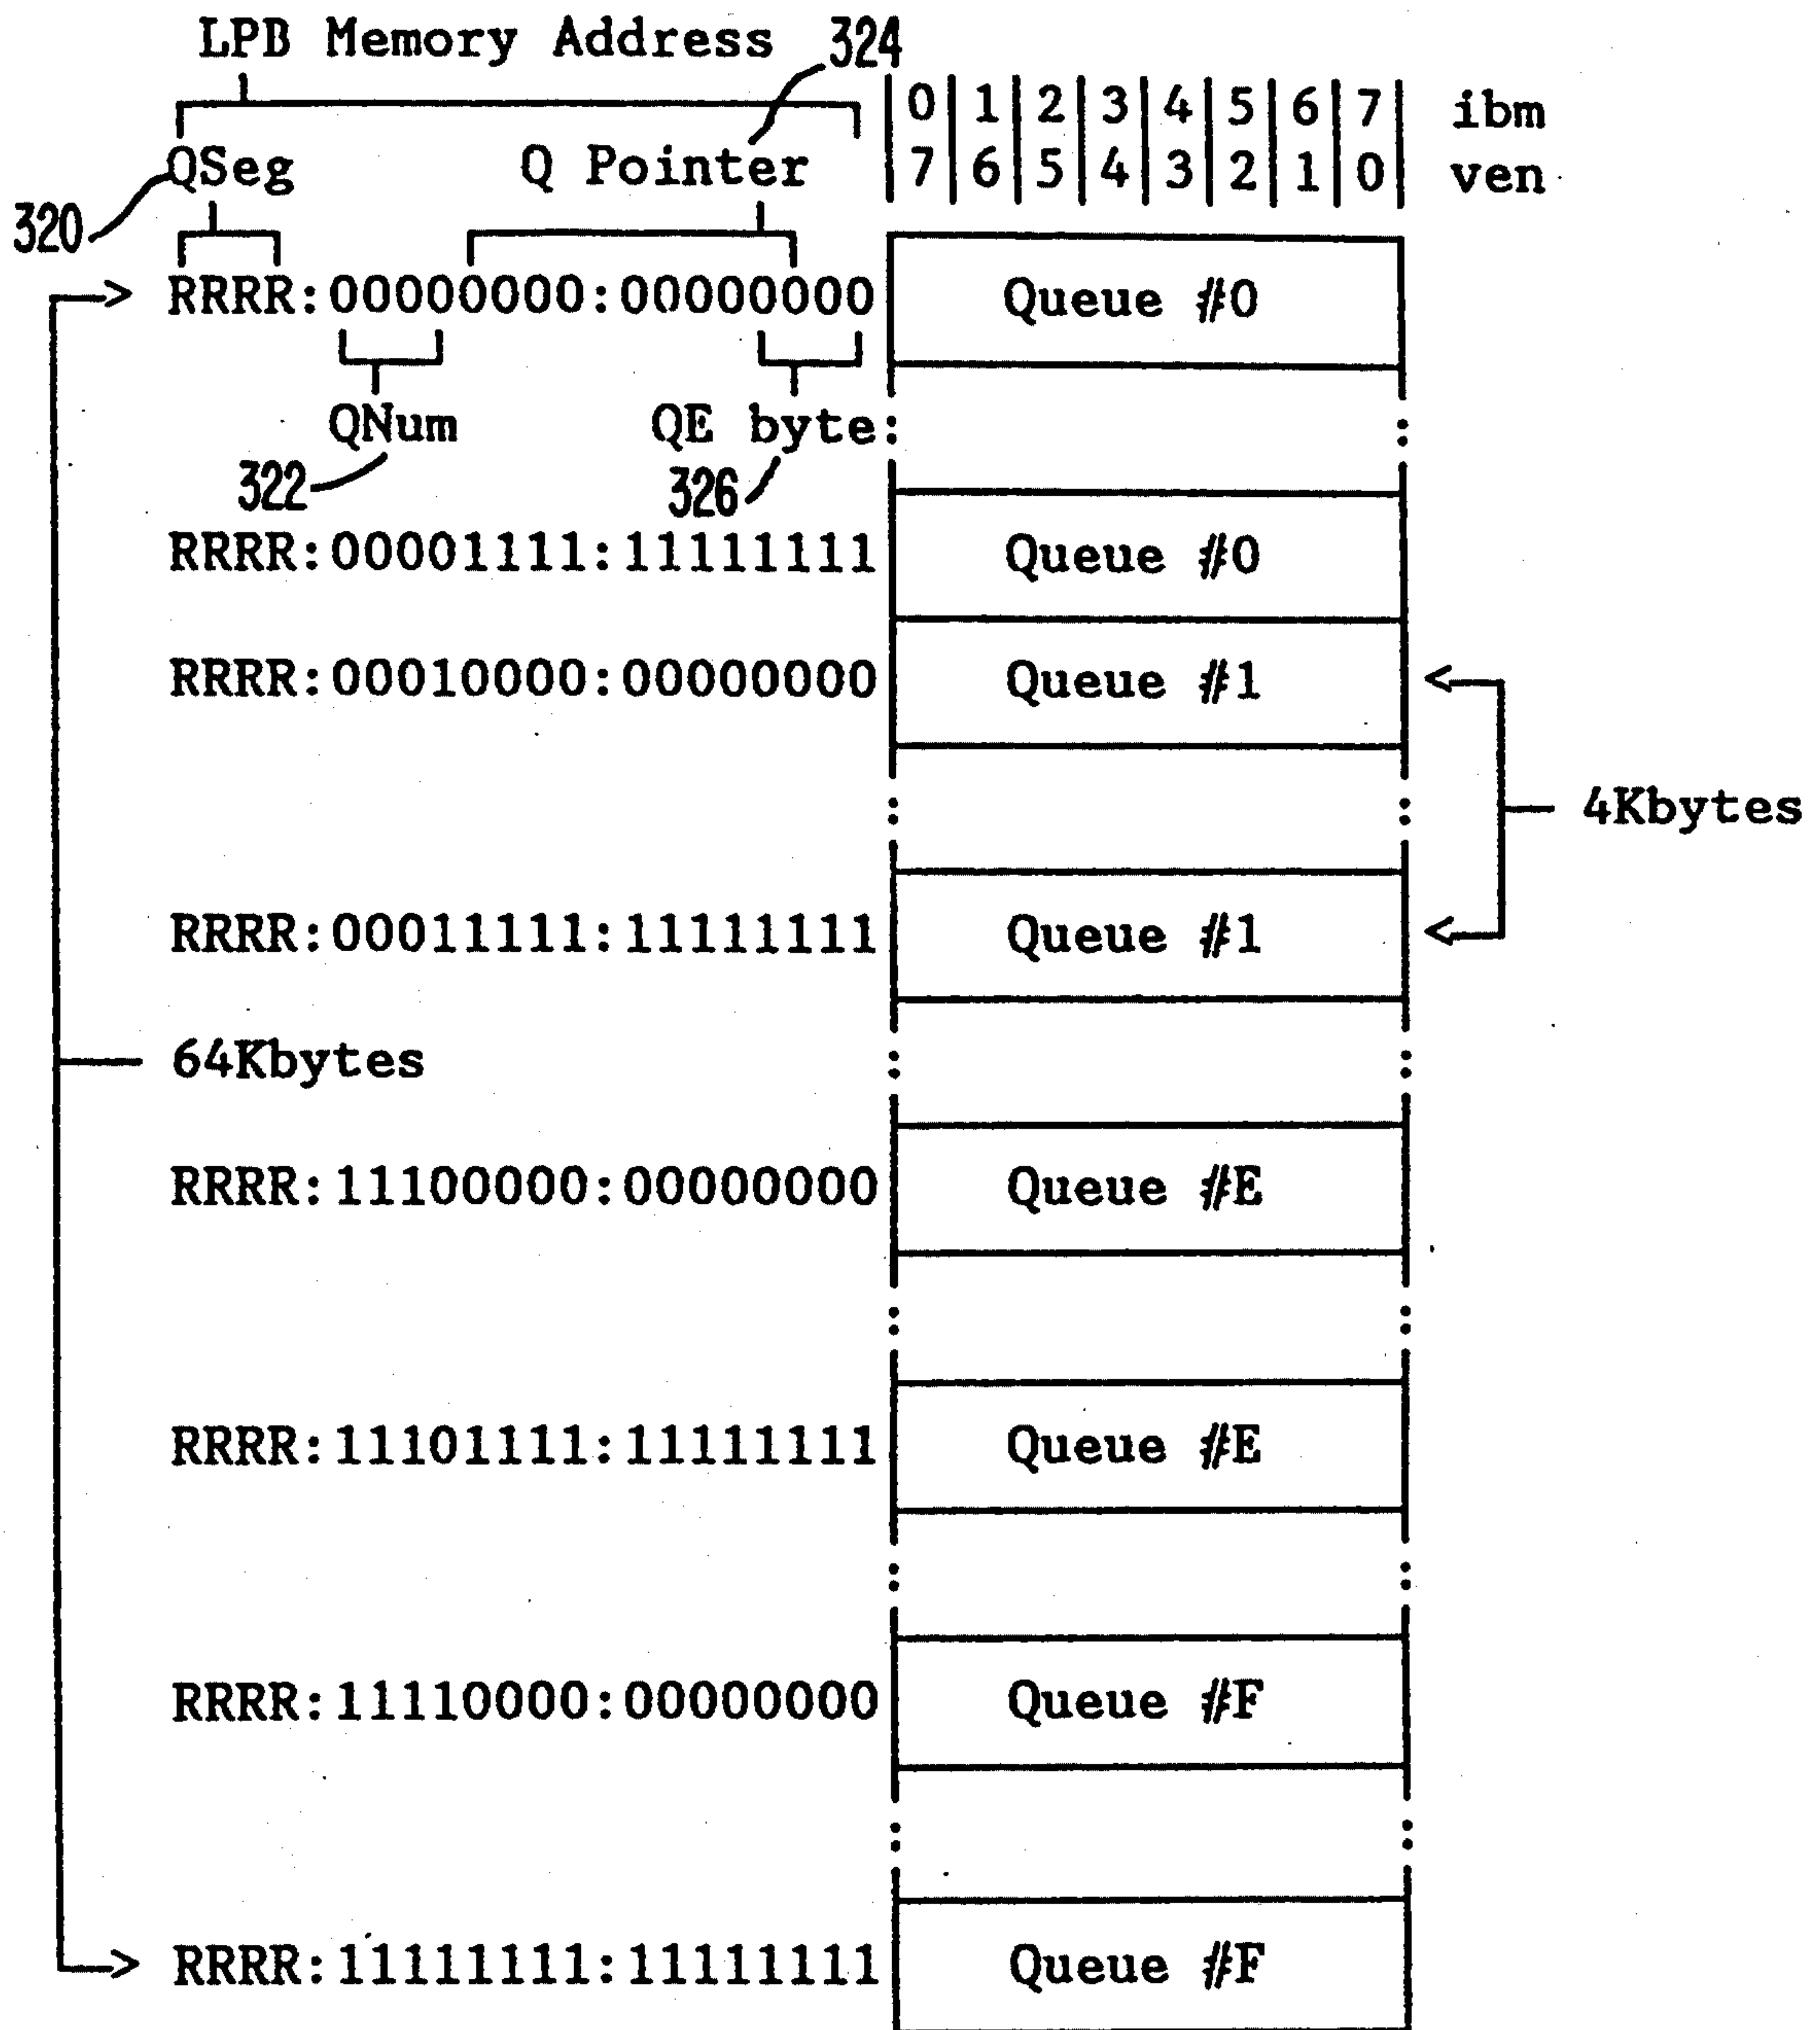 LPB Memory Address 324
0 1 2 3 4 5 6 7 ibm
QSeg Q Pointer 7 6 5 4 3 2 1 0 ven
320
RRRR:00000000:00000000 Queue #0
QNum QE byte
322 326
RRRR:00001111:11111111 Queue #0
RRRR:00010000:00000000 Queue #1
4Kbytes
RRRR:00011111:11111111 Queue #1
64Kbytes
RRRR:11100000:00000000 Queue #E
RRRR:11101111:11111111 Queue #E
RRRR:11110000:00000000 Queue #F
RRRR:11111111:11111111 Queue #F